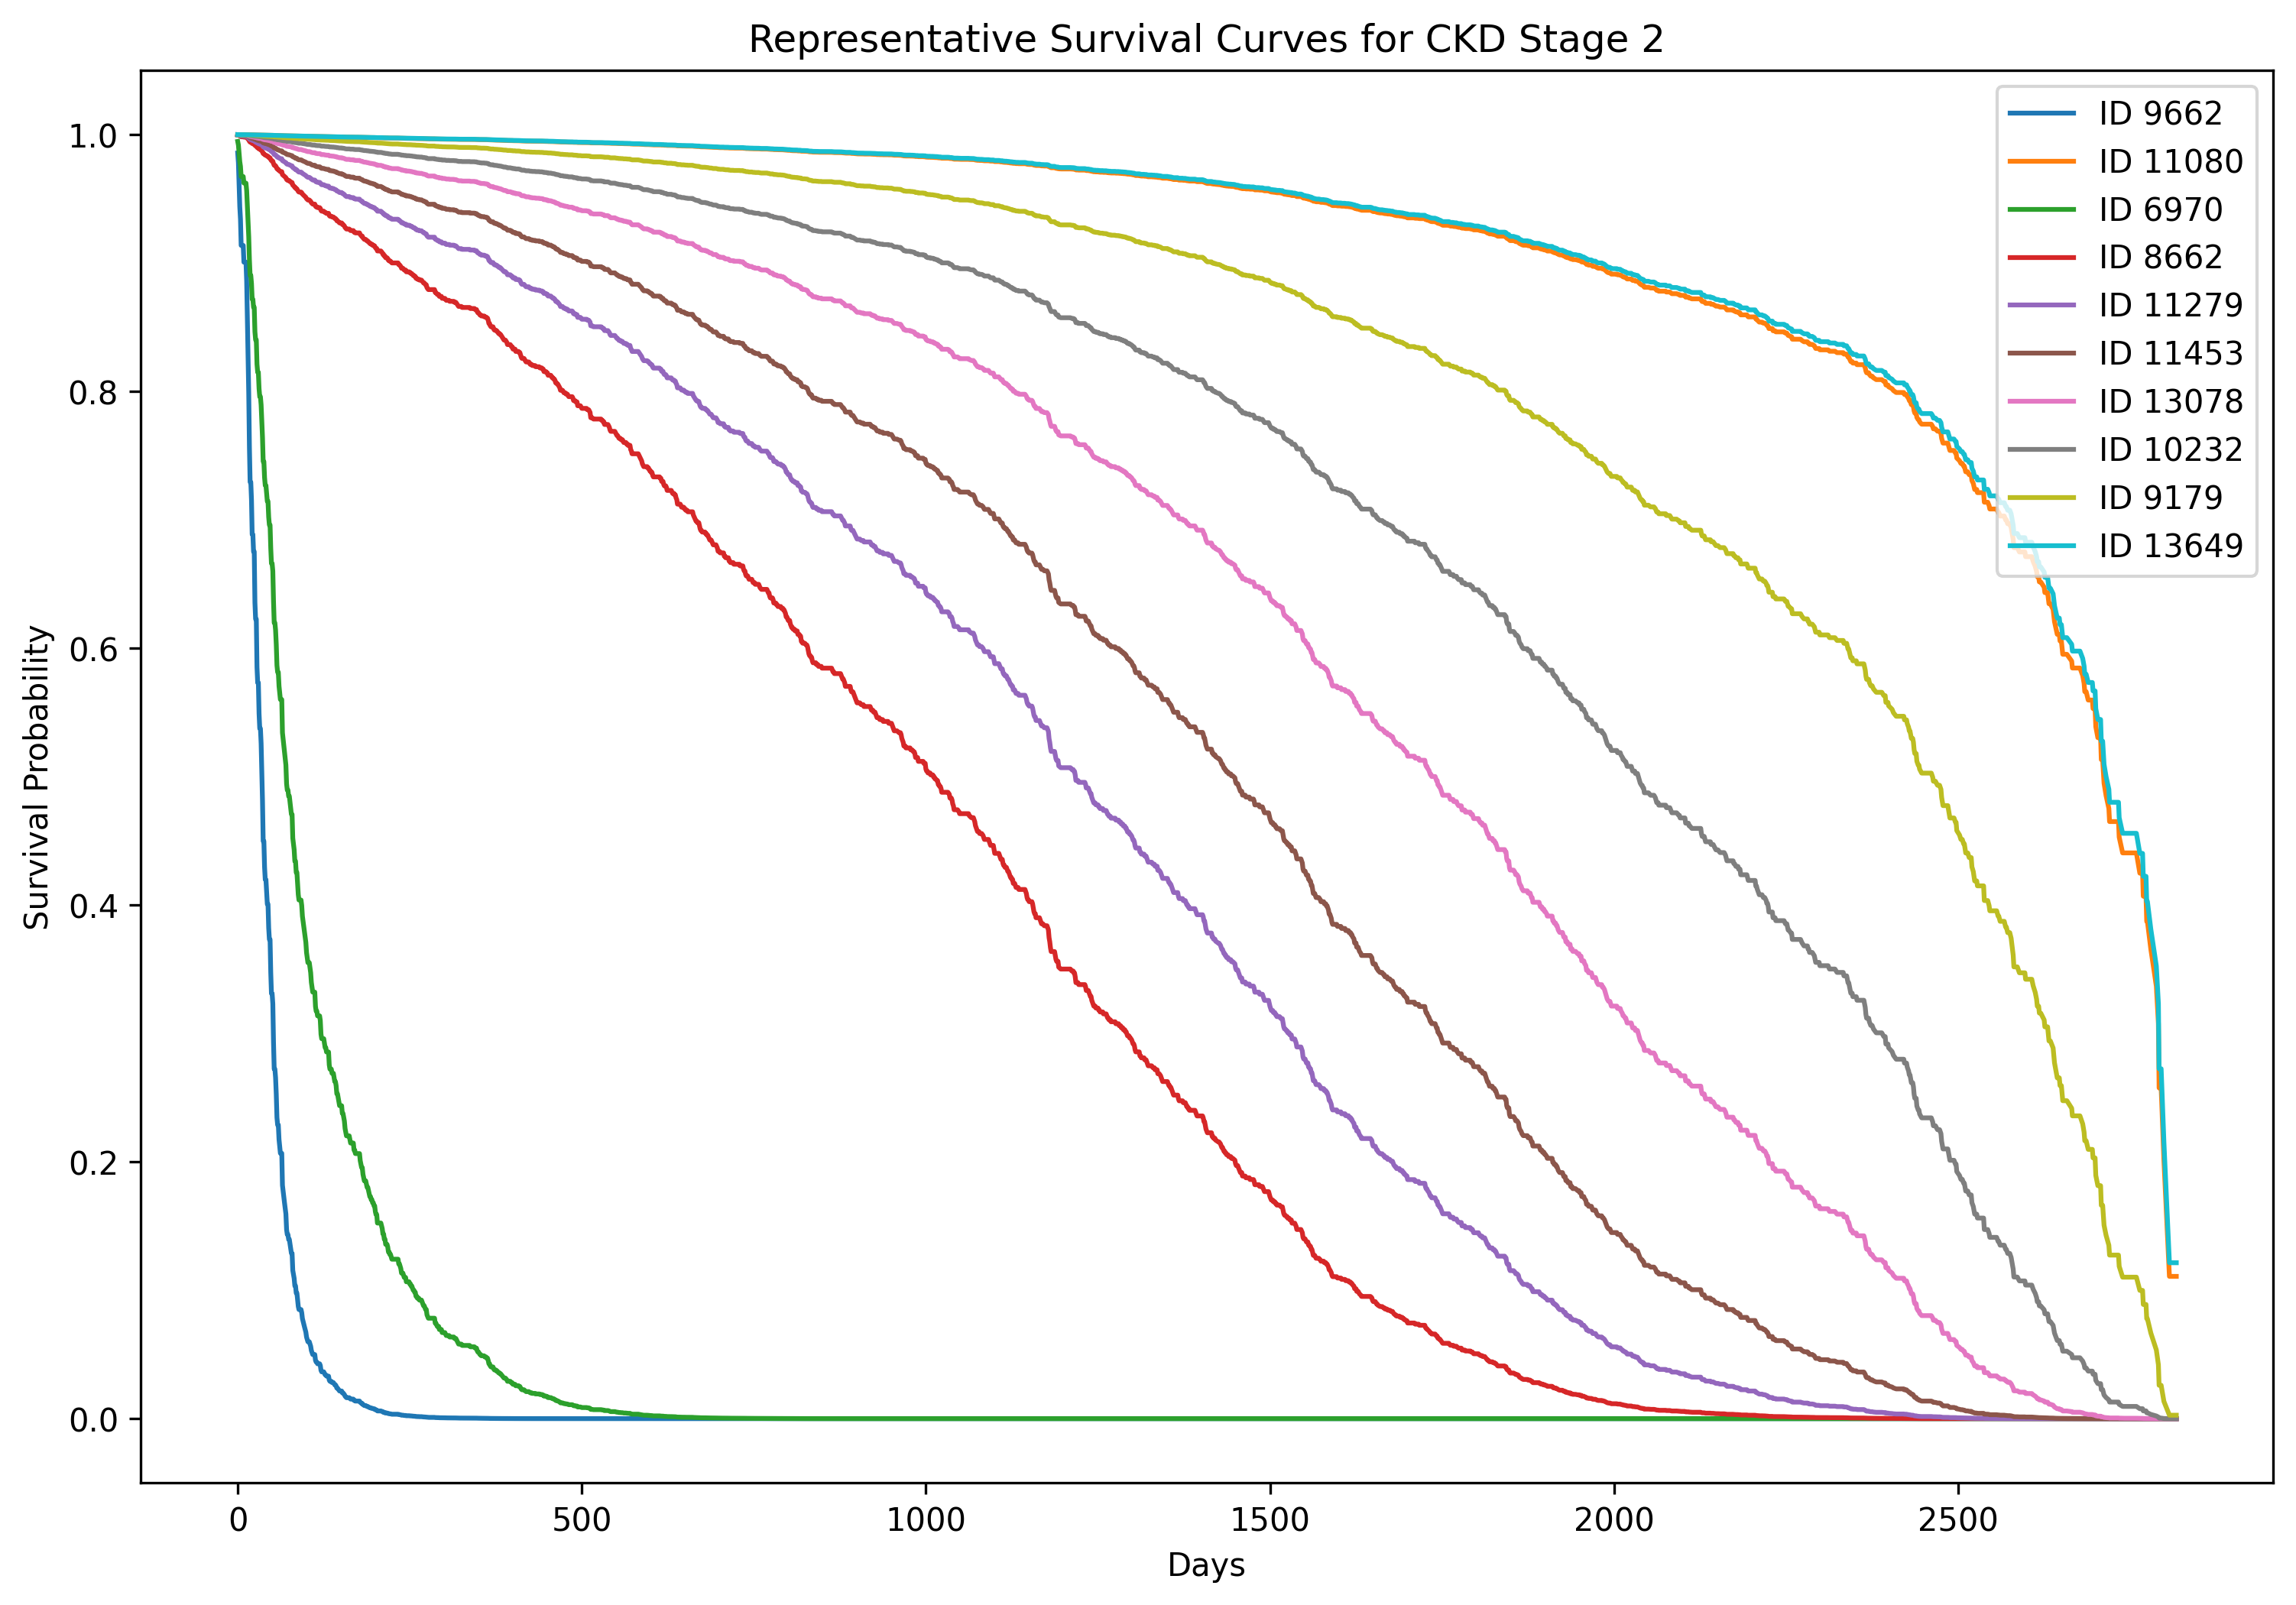 Representative Survival Curves for CKD Stage 2
ID 9662
ID 11080
ID 6970
ID 8662
ID 11279
ID 11453
ID 13078
ID 10232
ID 9179
ID 13649
Survival Probability
1.0
0.8
0.6
0.4
0.2
0.0
0 500 1000 1500 2000 2500
Days